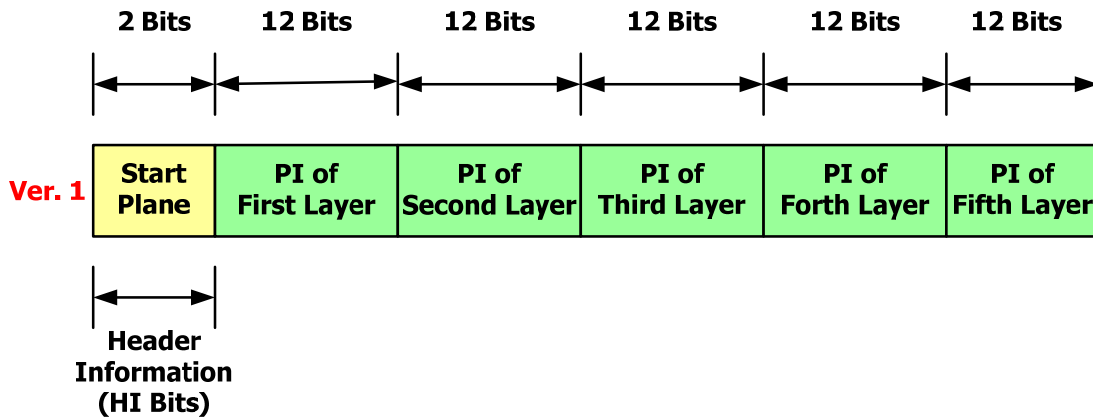 2 Bits 12 Bits 12 Bits 12 Bits 12 Bits 12 Bits
Ver. 1
Start
Plane
PI of
First Layer
PI of
Second Layer
PI of
Third Layer
PI of
Forth Layer
PI of
Fifth Layer
Header
Information
(HI Bits)